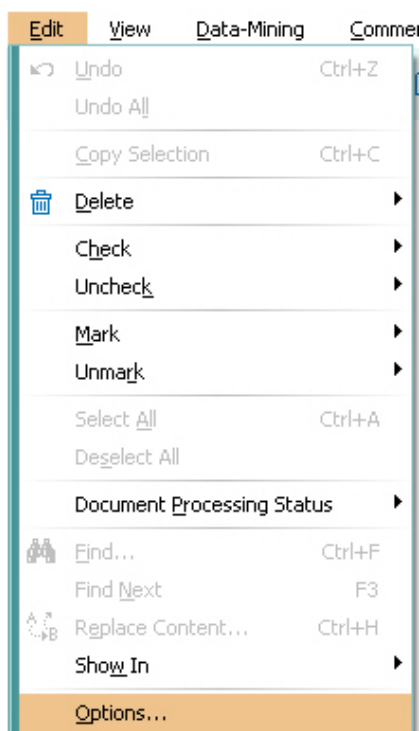 Edit View Data-Mining Commer
Undo Ctrl+Z
Undo All
Copy Selection Ctrl+C
Delete
Check
Uncheck
Mark
Unmark
Select All Ctrl+A
Deselect All
Document Processing Status
Find... Ctrl+F
Find Next F3
Replace Content... Ctrl+H
Show In
Options...